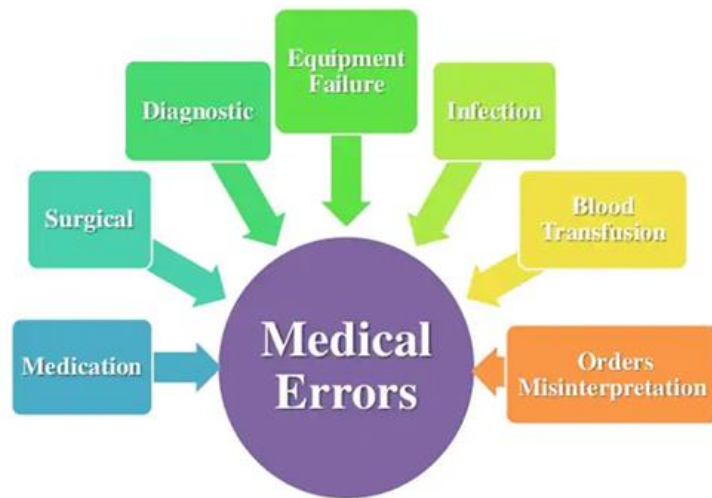 Equipment
Failure
Diagnostic
Infection
Surgical
Blood
Transfusion
Medical
Errors
Medication
Orders
Misinterpretation